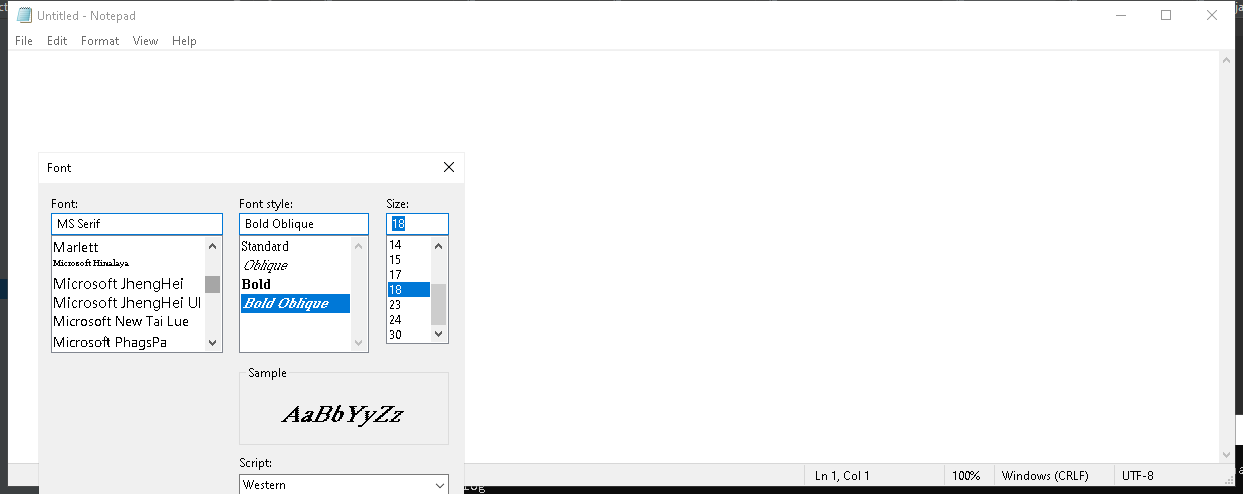 Untitled - Notepad
File Edit Format View Help
Font
Font: Font style: Size:
MS Serif Bold Oblique 18
Marlett Standard 14
Microsoft Himalaya Oblique 15
Microsoft JhengHei Bold 17
Microsoft JhengHei UI Bold Oblique 18
Microsoft New Tai Lue 23
Microsoft PhagsPa 24
30
Sample
AaBbYyZz
Script:
Western
Ln 1, Col 1 100% Windows (CRLF) UTF-8